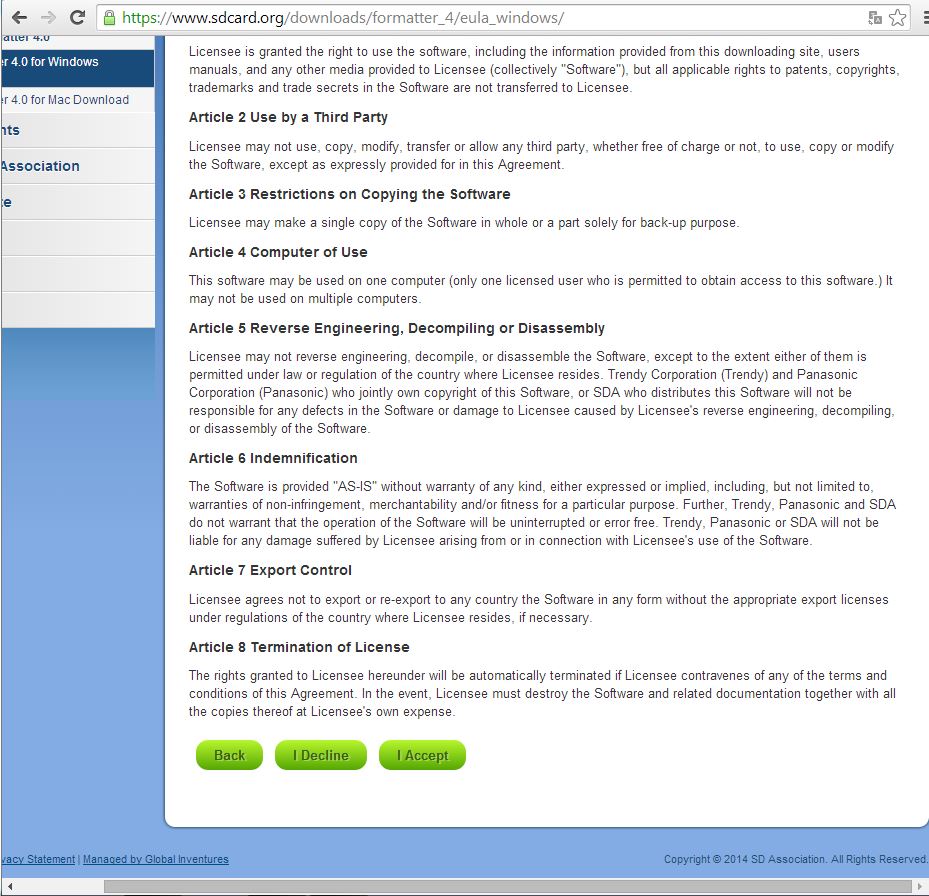 https://www.sdcard.org/downloads/formatter_4/eula_windows/
atter 4.0
er 4.0 for Windows
er 4.0 for Mac Download
nts
Association
te
Licensee is granted the right to use the software, including the information provided from this downloading site, users
manuals, and any other media provided to Licensee (collectively "Software"), but all applicable rights to patents, copyrights,
trademarks and trade secrets in the Software are not transferred to Licensee.
Article 2 Use by a Third Party
Licensee may not use, copy, modify, transfer or allow any third party, whether free of charge or not, to use, copy or modify
the Software, except as expressly provided for in this Agreement.
Article 3 Restrictions on Copying the Software
Licensee may make a single copy of the Software in whole or a part solely for back-up purpose.
Article 4 Computer of Use
This software may be used on one computer (only one licensed user who is permitted to obtain access to this software.) It
may not be used on multiple computers.
Article 5 Reverse Engineering, Decompiling or Disassembly
Licensee may not reverse engineering, decompile, or disassemble the Software, except to the extent either of them is
permitted under law or regulation of the country where Licensee resides. Trendy Corporation (Trendy) and Panasonic
Corporation (Panasonic) who jointly own copyright of this Software, or SDA who distributes this Software will not be
responsible for any defects in the Software or damage to Licensee caused by Licensee's reverse engineering, decompiling,
or disassembly of the Software.
Article 6 Indemnification
The Software is provided "AS-IS" without warranty of any kind, either expressed or implied, including, but not limited to,
warranties of non-infringement, merchantability and/or fitness for a particular purpose. Further, Trendy, Panasonic and SDA
do not warrant that the operation of the Software will be uninterrupted or error free. Trendy, Panasonic or SDA will not be
liable for any damage suffered by Licensee arising from or in connection with Licensee's use of the Software.
Article 7 Export Control
Licensee agrees not to export or re-export to any country the Software in any form without the appropriate export licenses
under regulations of the country where Licensee resides, if necessary.
Article 8 Termination of License
The rights granted to Licensee hereunder will be automatically terminated if Licensee contravenes of any of the terms and
conditions of this Agreement. In the event, Licensee must destroy the Software and related documentation together with all
the copies thereof at Licensee's own expense.
Back I Decline I Accept
vacy Statement | Managed by Global Inventures
Copyright © 2014 SD Association. All Rights Reserved.